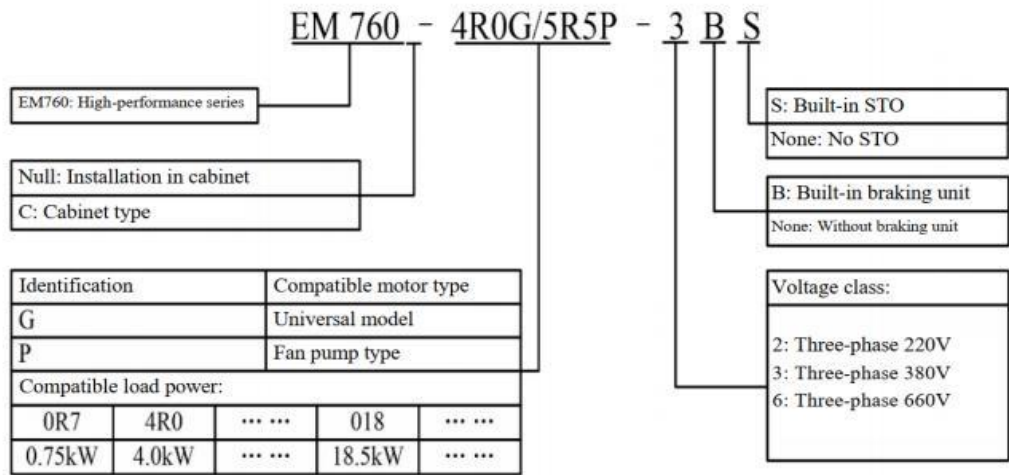 EM 760 - 4R0G/5R5P - 3 B S
EM760: High-performance series
Null: Installation in cabinet
C: Cabinet type
Identification Compatible motor type
G Universal model
P Fan pump type
Compatible load power:
0R7 4R0 ··· ··· 018 ··· ···
0.75kW 4.0kW ··· ··· 18.5kW ··· ···
S: Built-in STO
None: No STO
B: Built-in braking unit
None: Without braking unit
Voltage class:
2: Three-phase 220V
3: Three-phase 380V
6: Three-phase 660V